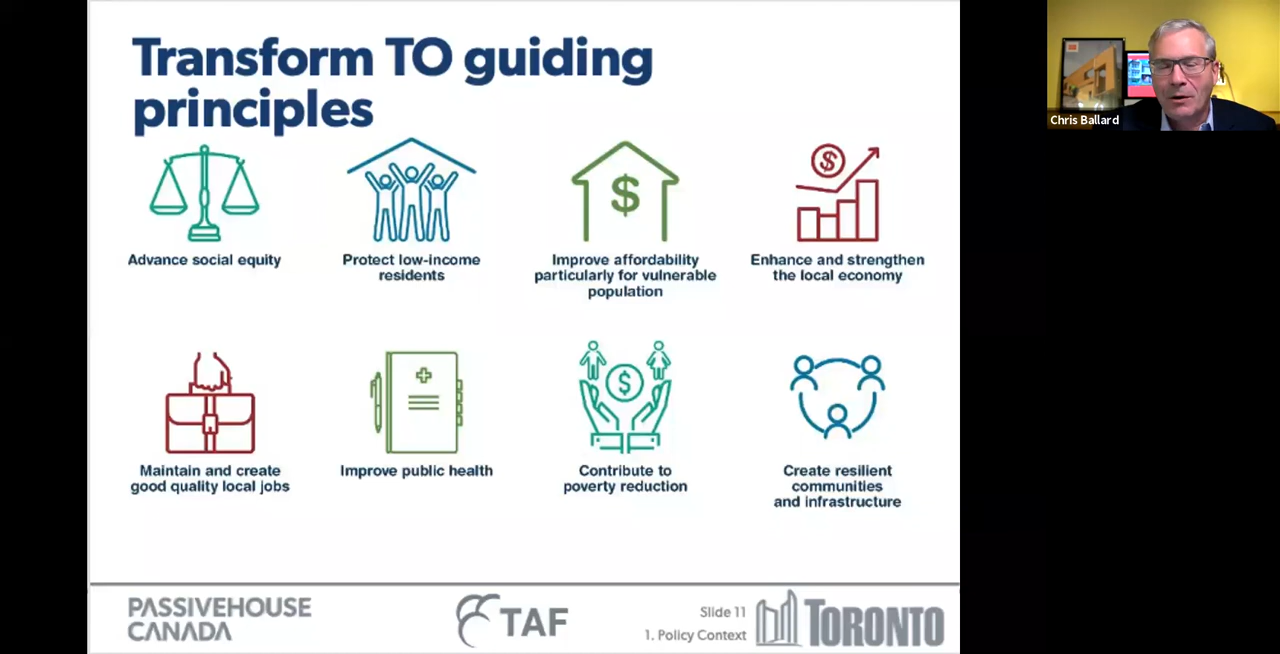 Transform TO guiding
principles
Chris Ballard
$
$
Advance social equity
Protect low-income
residents
Improve affordability
particularly for vulnerable
population
Enhance and strengthen
the local economy
$
Maintain and create
good quality local jobs
Improve public health
Contribute to
poverty reduction
Create resilient
communities
and infrastructure
PASSIVEHOUSE
CANADA
TAF
Slide 11
1. Policy Context
TORONTO